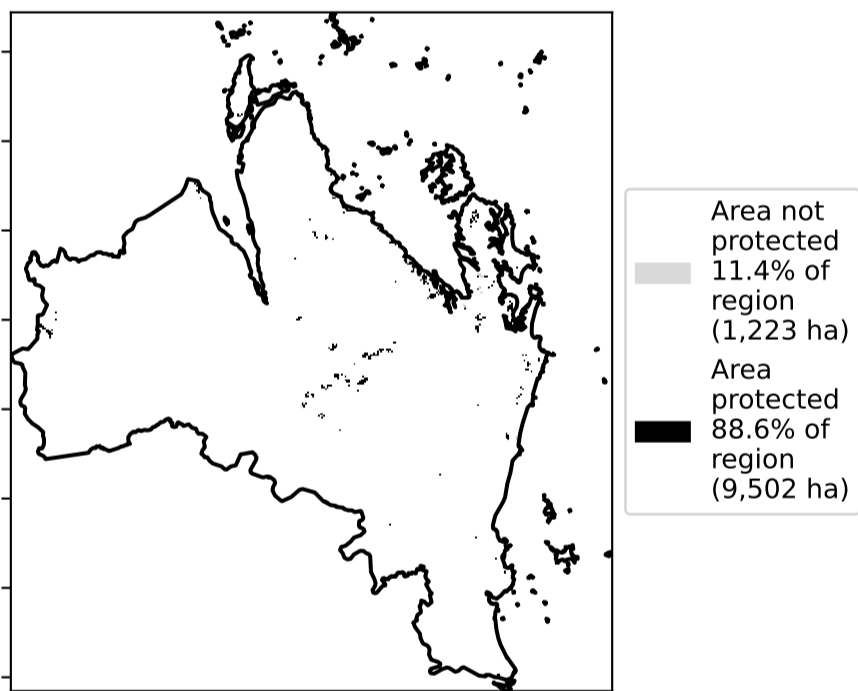 Area not
protected
11.4% of
region
(1,223 ha)
Area
protected
88.6% of
region
(9,502 ha)